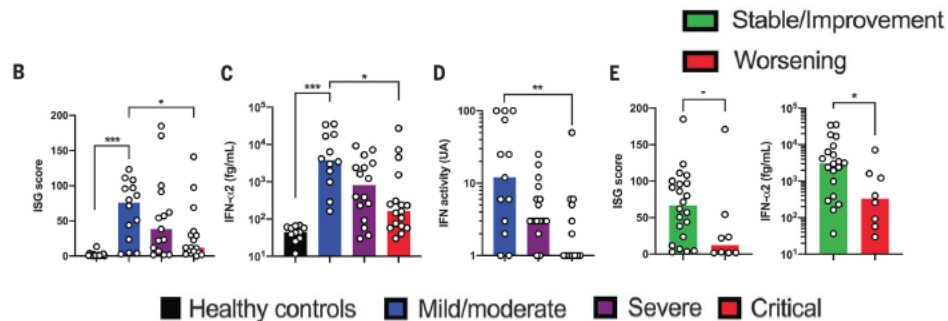 Stable/Improvement
Worsening
B
ISG score
200
150
100
50
0
***
*
C
IFN-α2 (fg/mL)
10⁵
10⁴
10³
10²
10¹
***
*
D
IFN activity (UA)
100
10
1
**
E
ISG score
200
150
100
50
0
-
IFN-α2 (fg/mL)
10⁵
10⁴
10³
10²
10¹
*
Healthy controls Mild/moderate Severe Critical